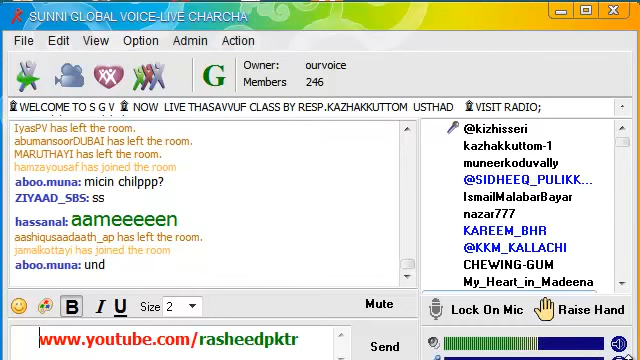 SUNNI GLOBAL VOICE-LIVE CHARCHA
File Edit View Option Admin Action
G
Owner: ourvoice
Members 246
WELCOME TO S G V NOW LIVE THASAVVUF CLASS BY RESP.KAZHAKKUTTOM USTHAD VISIT RADIO;
IyasPV has left the room.
abumansoorDUBAI has left the room.
MARUTHAYI has left the room.
hamzayousaf has joined the room
aboo.muna: micin chilppp?
ZIYAAD_SBS: ss
hassanal: aameeeeen
aashiqusaadaath_ap has left the room.
jamalkottayi has joined the room
aboo.muna: und
@kizhisseri
kazhakkuttom-1
muneerkoduvally
@SIDHEEQ_PULIKK...
IsmailMalabarBayar
nazar777
KAREEM_BHR
@KKM_KALLACHI
CHEWING-GUM
My_Heart_in_Madeena
B I U Size 2 Mute
Lock On Mic Raise Hand
www.youtube.com/rasheedpktr
Send